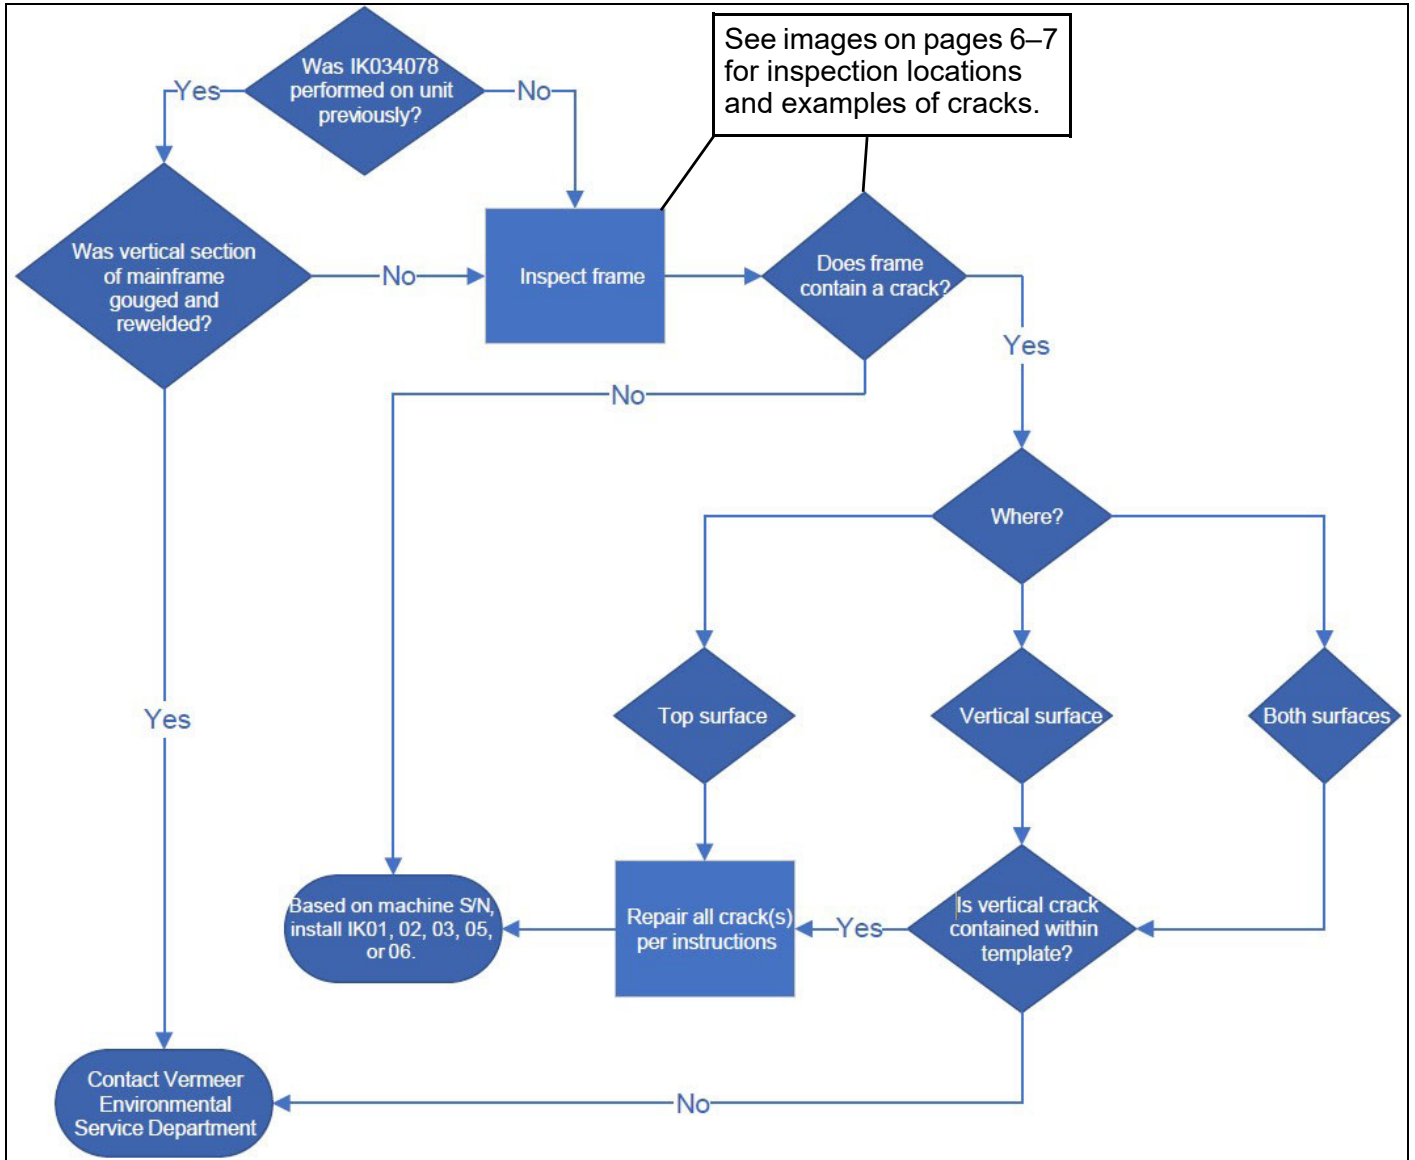 Was IK034078
performed on unit
previously?
Yes
No
See images on pages 6–7
for inspection locations
and examples of cracks.
Was vertical section
of mainframe
gouged and
rewelded?
No
Inspect frame
Does frame
contain a crack?
Yes
No
Where?
Yes
Top surface
Vertical surface
Both surfaces
Based on machine S/N,
install IK01, 02, 03, 05,
or 06.
Repair all crack(s)
per instructions
Yes
Is vertical crack
contained within
template?
Contact Vermeer
Environmental
Service Department
No